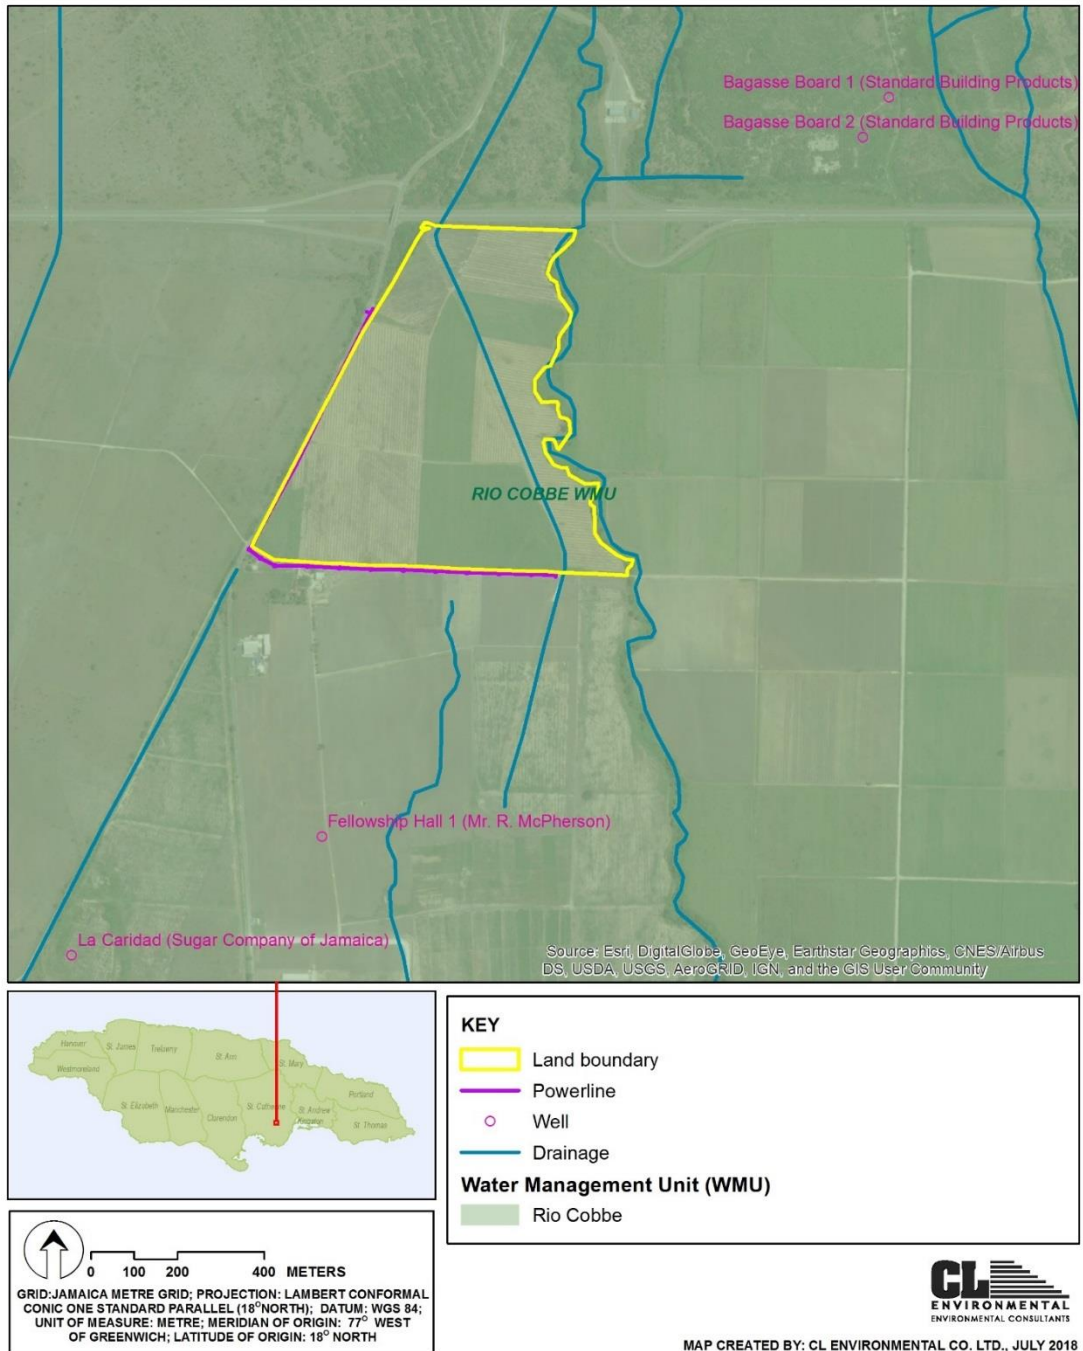 Bagasse Board 1 (Standard Building Products)
Bagasse Board 2 (Standard Building Products)
RIO COBBE WMU
Fellowship Hall 1 (Mr. R. McPherson)
La Caridad (Sugar Company of Jamaica)
Source: Esri, DigitalGlobe, GeoEye, Earthstar Geographics, CNES/Airbus
DS, USDA, USGS, AeroGRID, IGN, and the GIS User Community
Hanover
St. James
Trelawny
St. Ann
St. Mary
Westmoreland
Portland
St. Elizabeth
Manchester
Clarendon
St. Catherine
St. Andrew
Kingston
St. Thomas
KEY
Land boundary
Powerline
Well
Drainage
Water Management Unit (WMU)
Rio Cobbe
0 100 200 400 METERS
GRID:JAMAICA METRE GRID; PROJECTION: LAMBERT CONFORMAL
CONIC ONE STANDARD PARALLEL (18ONORTH); DATUM: WGS 84;
UNIT OF MEASURE: METRE; MERIDIAN OF ORIGIN: 77O WEST
OF GREENWICH; LATITUDE OF ORIGIN: 18O NORTH
CL
ENVIRONMENTAL
ENVIRONMENTAL CONSULTANTS
MAP CREATED BY: CL ENVIRONMENTAL CO. LTD., JULY 2018